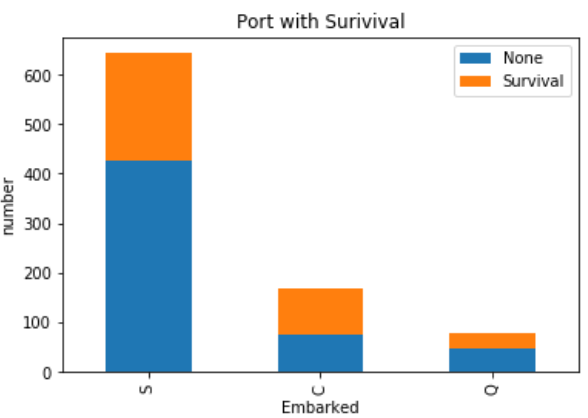 Port with Surivival
None
Survival
number
600
500
400
300
200
100
0
S
C
Q
Embarked